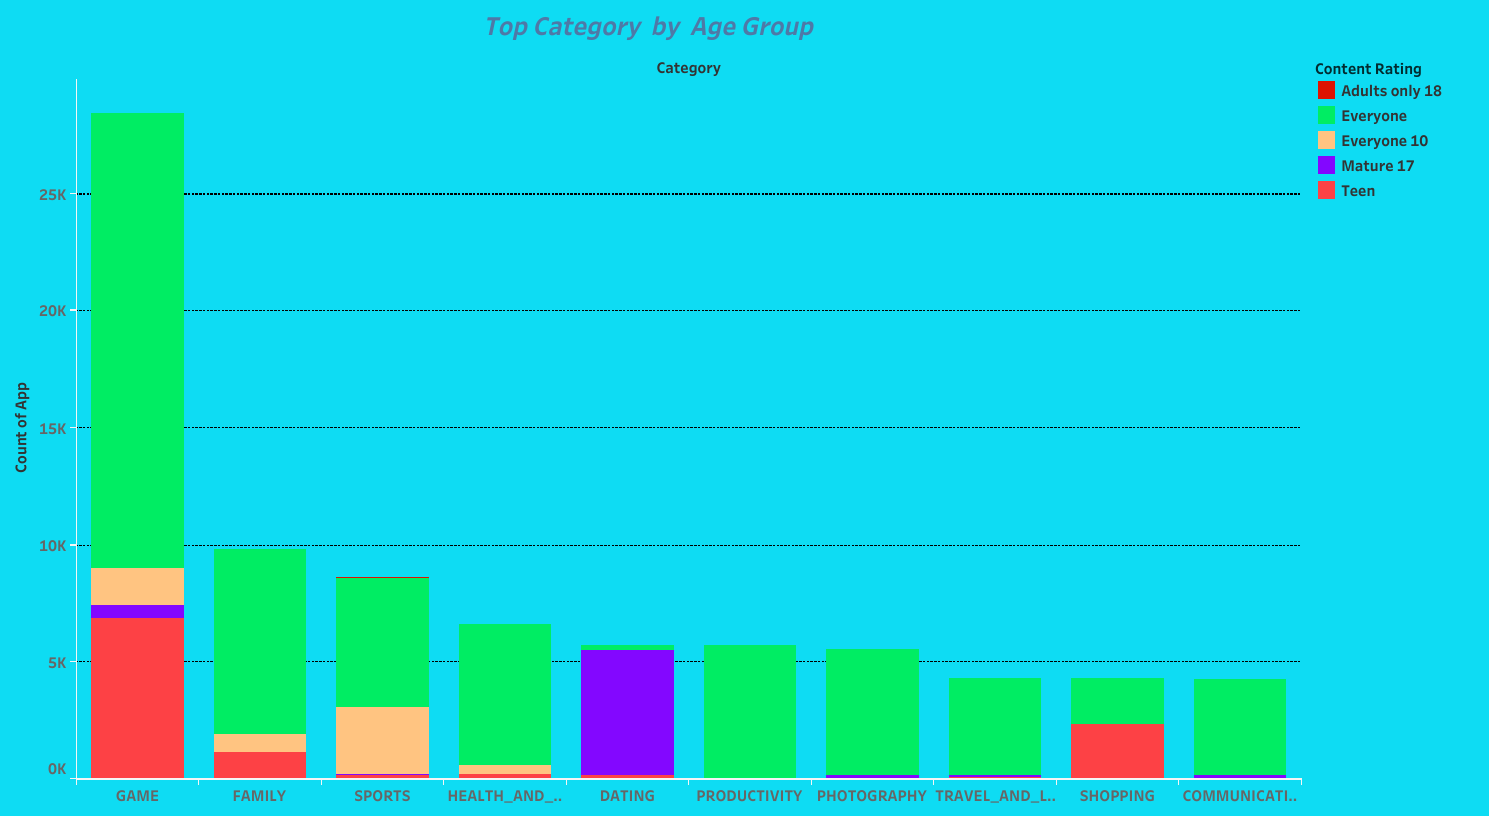 Top Category by Age Group
Category
Content Rating
Adults only 18
Everyone
Everyone 10
Mature 17
Teen
Count of App
25K
20K
15K
10K
5K
0K
GAME FAMILY SPORTS HEALTH_AND_.. DATING PRODUCTIVITY PHOTOGRAPHY TRAVEL_AND_L.. SHOPPING COMMUNICATI..